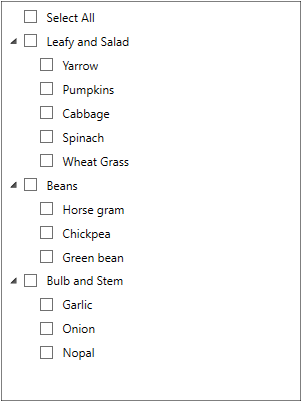 Select All
Leafy and Salad
Yarrow
Pumpkins
Cabbage
Spinach
Wheat Grass
Beans
Horse gram
Chickpea
Green bean
Bulb and Stem
Garlic
Onion
Nopal